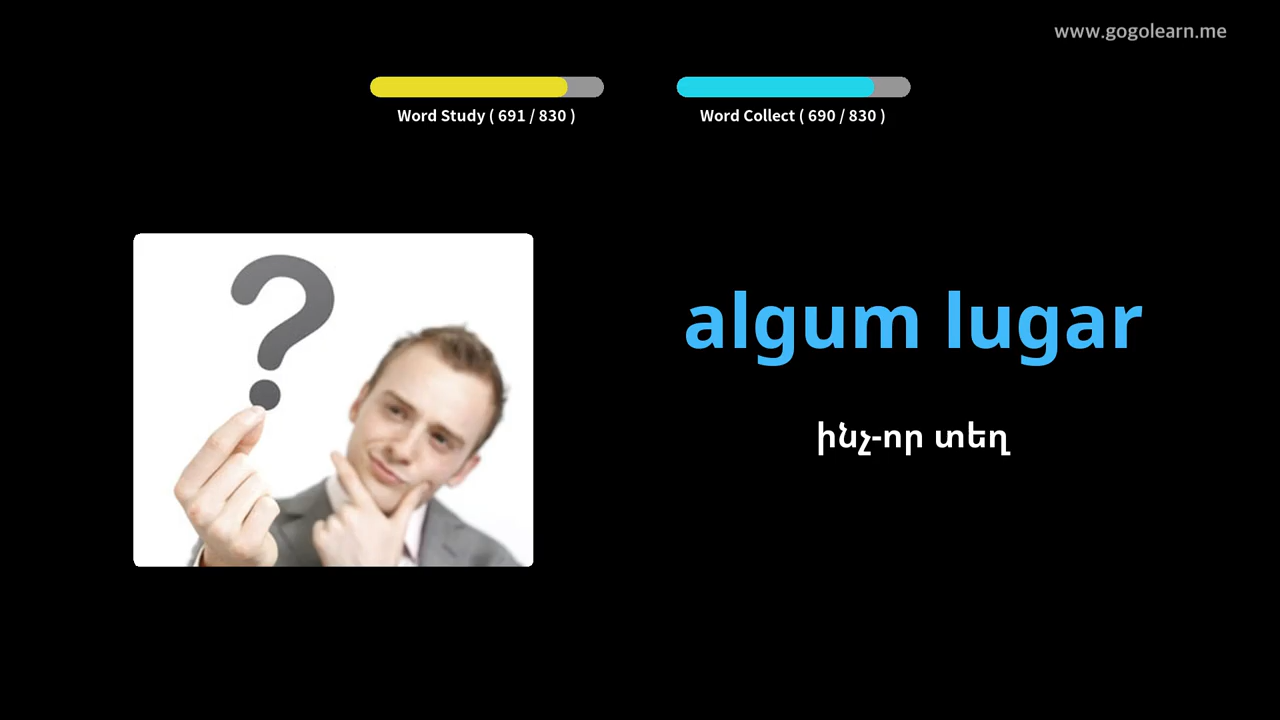 www.gogolearn.me
Word Study ( 691 / 830 )
Word Collect ( 690 / 830 )
algum lugar
ինչ-որ տեղ